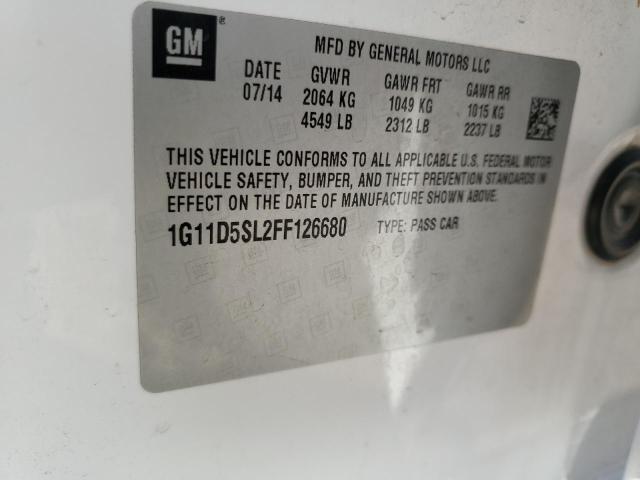 GM ®
MFD BY GENERAL MOTORS LLC
DATE GVWR GAWR FRT GAWR RR
07/14 2064 KG 1049 KG 1015 KG
4549 LB 2312 LB 2237 LB
THIS VEHICLE CONFORMS TO ALL APPLICABLE U.S. FEDERAL MOTOR
VEHICLE SAFETY, BUMPER, AND THEFT PREVENTION STANDARDS IN
EFFECT ON THE DATE OF MANUFACTURE SHOWN ABOVE.
1G11D5SL2FF126680 TYPE: PASS CAR